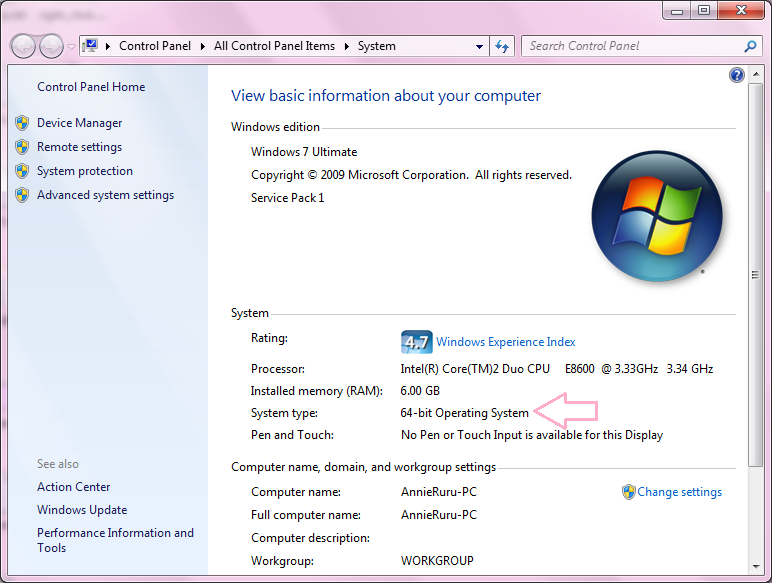 Control Panel ▸ All Control Panel Items ▸ System
Search Control Panel
Control Panel Home
Device Manager
Remote settings
System protection
Advanced system settings
See also
Action Center
Windows Update
Performance Information and
Tools
View basic information about your computer
Windows edition
Windows 7 Ultimate
Copyright © 2009 Microsoft Corporation.  All rights reserved.
Service Pack 1
System
Rating: 4.7 Windows Experience Index
Processor: Intel(R) Core(TM)2 Duo CPU    E8600  @ 3.33GHz  3.34 GHz
Installed memory (RAM): 6.00 GB
System type: 64-bit Operating System
Pen and Touch: No Pen or Touch Input is available for this Display
Computer name, domain, and workgroup settings
Computer name: AnnieRuru-PC Change settings
Full computer name: AnnieRuru-PC
Computer description:
Workgroup: WORKGROUP